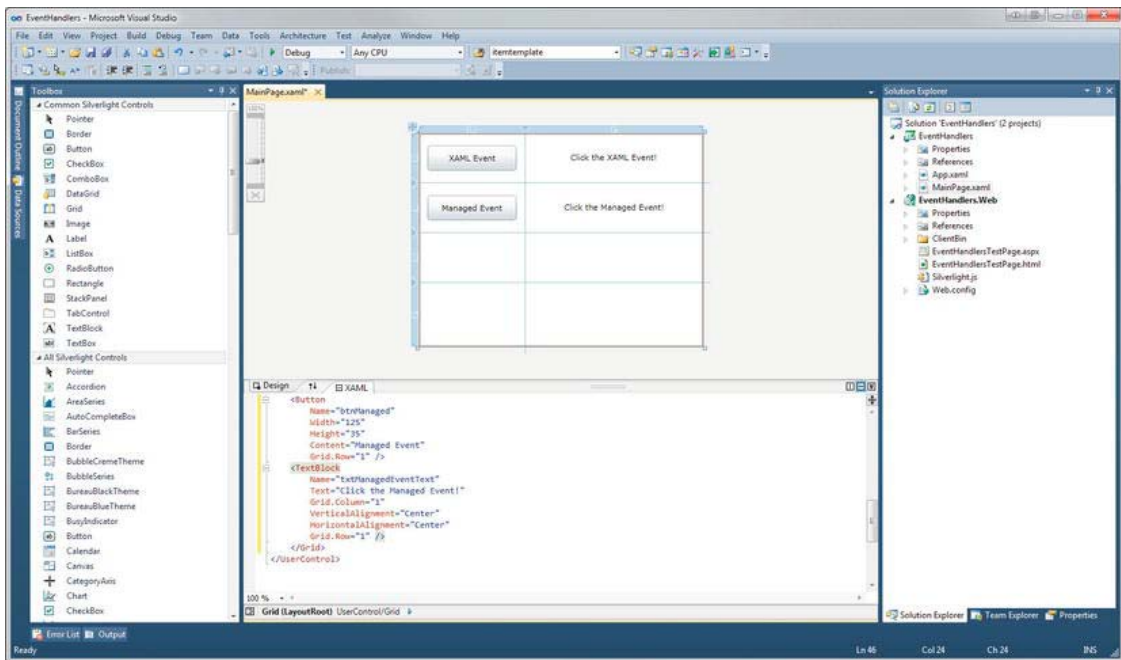 EventHandlers - Microsoft Visual Studio
File Edit View Project Build Debug Team Data Tools Architecture Test Analyze Window Help
Debug Any CPU itemtemplate
Publish:
Document Outline
Data Sources
Toolbox
Common Silverlight Controls
Pointer
Border
Button
CheckBox
ComboBox
DataGrid
Grid
Image
Label
ListBox
RadioButton
Rectangle
StackPanel
TabControl
TextBlock
TextBox
All Silverlight Controls
Pointer
Accordion
AreaSeries
AutoCompleteBox
BarSeries
Border
BubbleCremeTheme
BubbleSeries
BureauBlackTheme
BureauBlueTheme
BusyIndicator
Button
Calendar
Canvas
CategoryAxis
Chart
CheckBox
MainPage.xaml*
XAML Event Click the XAML Event!
Managed Event Click the Managed Event!
Design XAML
<Button
Name="btnManaged"
Width="125"
Height="35"
Content="Managed Event"
Grid.Row="1" />
<TextBlock
Name="txtManagedEventText"
Text="Click the Managed Event!"
Grid.Column="1"
VerticalAlignment="Center"
HorizontalAlignment="Center"
Grid.Row="1" />
</Grid>
</UserControl>
100 %
Grid (LayoutRoot) UserControl/Grid
Solution Explorer
Solution 'EventHandlers' (2 projects)
EventHandlers
Properties
References
App.xaml
MainPage.xaml
EventHandlers.Web
Properties
References
ClientBin
EventHandlersTestPage.aspx
EventHandlersTestPage.html
Silverlight.js
Web.config
Solution Explorer Team Explorer Properties
Error List Output
Ready Ln 46 Col 24 Ch 24 INS